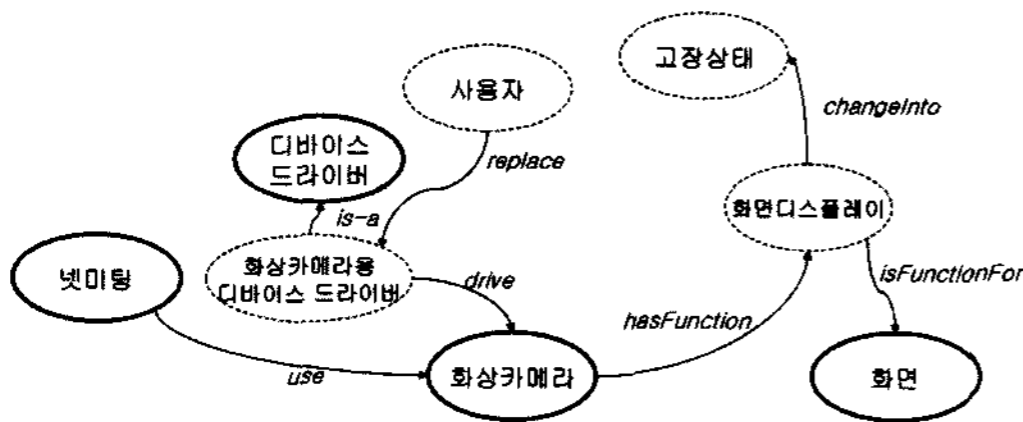 고장상태
사용자
changeInto
디바이스
드라이버
replace
화면디스플레이
is-a
넷미팅
화상카메라용
디바이스 드라이버
drive
isFunctionFor
hasFunction
use
화상카메라
화면